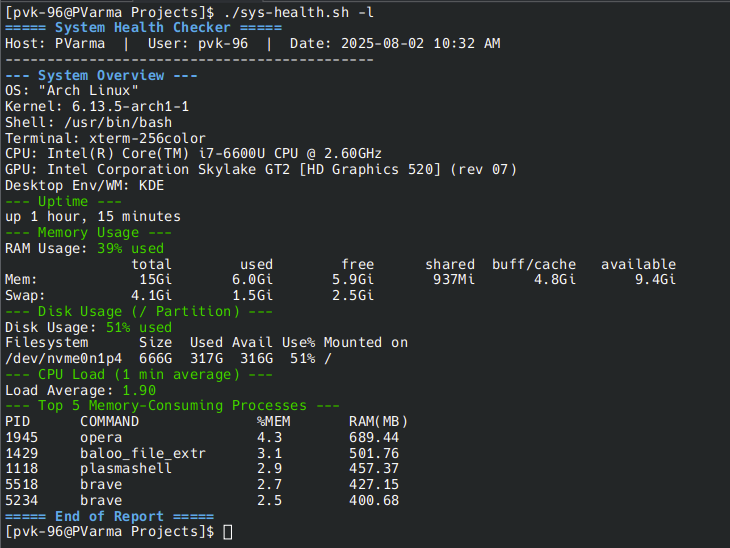 [pvk-96@PVarma Projects]$ ./sys-health.sh -l
===== System Health Checker =====
Host: PVarma  |  User: pvk-96  |  Date: 2025-08-02 10:32 AM
--------------------------------------------
--- System Overview ---
OS: "Arch Linux"
Kernel: 6.13.5-arch1-1
Shell: /usr/bin/bash
Terminal: xterm-256color
CPU: Intel(R) Core(TM) i7-6600U CPU @ 2.60GHz
GPU: Intel Corporation Skylake GT2 [HD Graphics 520] (rev 07)
Desktop Env/WM: KDE
--- Uptime ---
up 1 hour, 15 minutes
--- Memory Usage ---
RAM Usage: 39% used
               total        used        free      shared  buff/cache   available
Mem:            15Gi       6.0Gi       5.9Gi       937Mi       4.8Gi       9.4Gi
Swap:          4.1Gi       1.5Gi       2.5Gi
--- Disk Usage (/ Partition) ---
Disk Usage: 51% used
Filesystem      Size  Used Avail Use% Mounted on
/dev/nvme0n1p4  666G  317G  316G  51% /
--- CPU Load (1 min average) ---
Load Average: 1.90
--- Top 5 Memory-Consuming Processes ---
PID      COMMAND              %MEM       RAM(MB)
1945     opera                4.3        689.44
1429     baloo_file_extr      3.1        501.76
1118     plasmashell          2.9        457.37
5518     brave                2.7        427.15
5234     brave                2.5        400.68
===== End of Report =====
[pvk-96@PVarma Projects]$